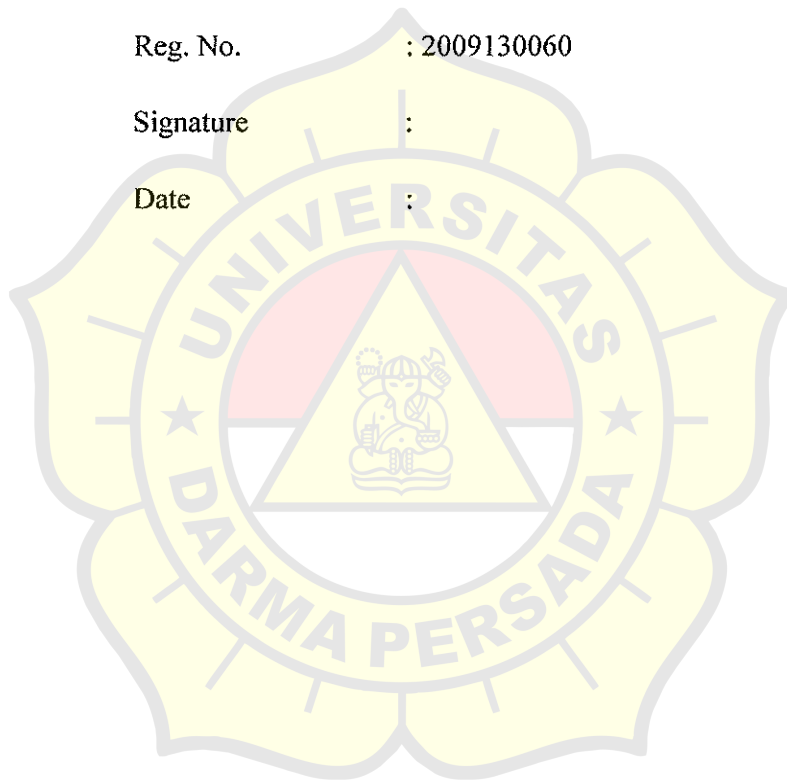 Reg. No. : 2009130060
Signature :
Date :
UNIVERSITAS
DARMA PERSADA